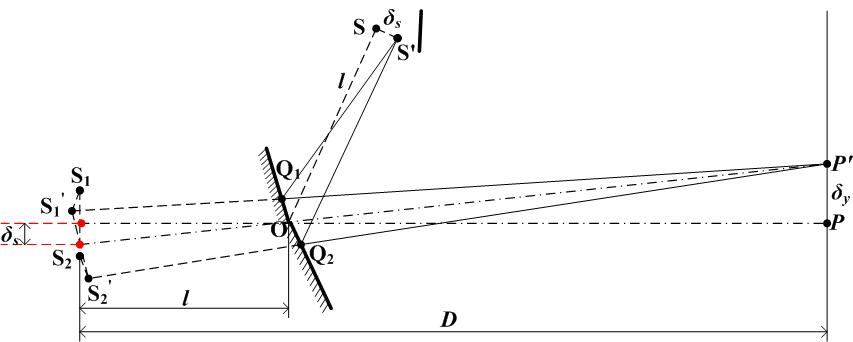 S δs
S'
l
Q1
S1
S1'
P'
δy
δs
O
P
S2
Q2
S2'
l
D